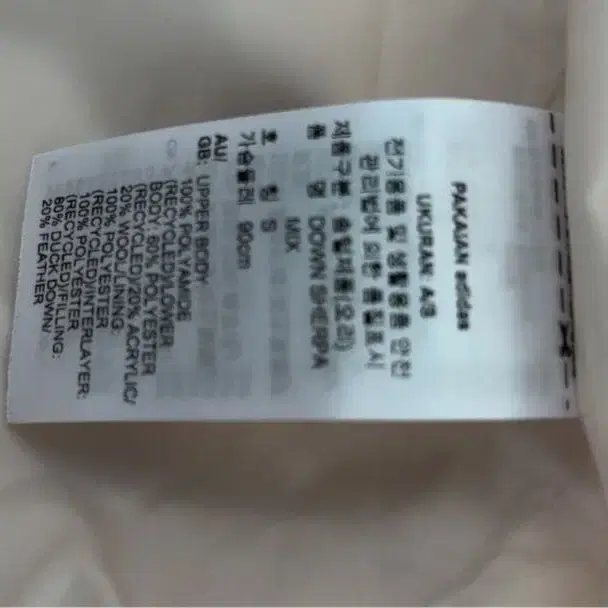 PAKAIAN adidas
UKURAN: A/S
전기용품 및 생활용품 안전
관리법에 의한 품질표시
제품구분: 솜털제품(오리)
품 명 DOWN SHERPA
MIX
호 칭 S
가슴둘레 90cm
AU/
GB: UPPER BODY:
100% POLYAMIDE
(RECYCLED)/LOWER
BODY: 60% POLYESTER
(RECYCLED)/20% ACRYLIC/
20% WOOL/LINING:
100% POLYESTER
(RECYCLED)/INTERLAYER:
100% POLYESTER
(RECYCLED)/FILLING:
80% DUCK DOWN/
20% FEATHER